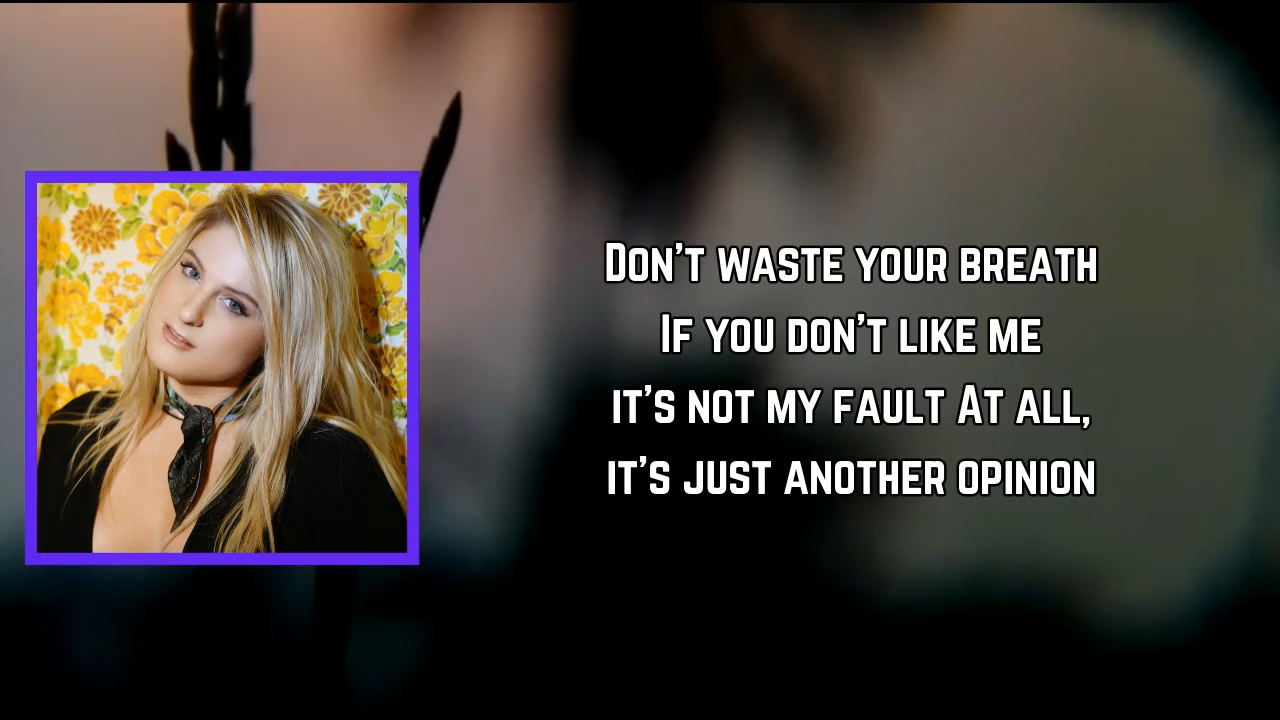 Don't waste your breath
If you don't like me
it's not my fault At all,
it's just another opinion